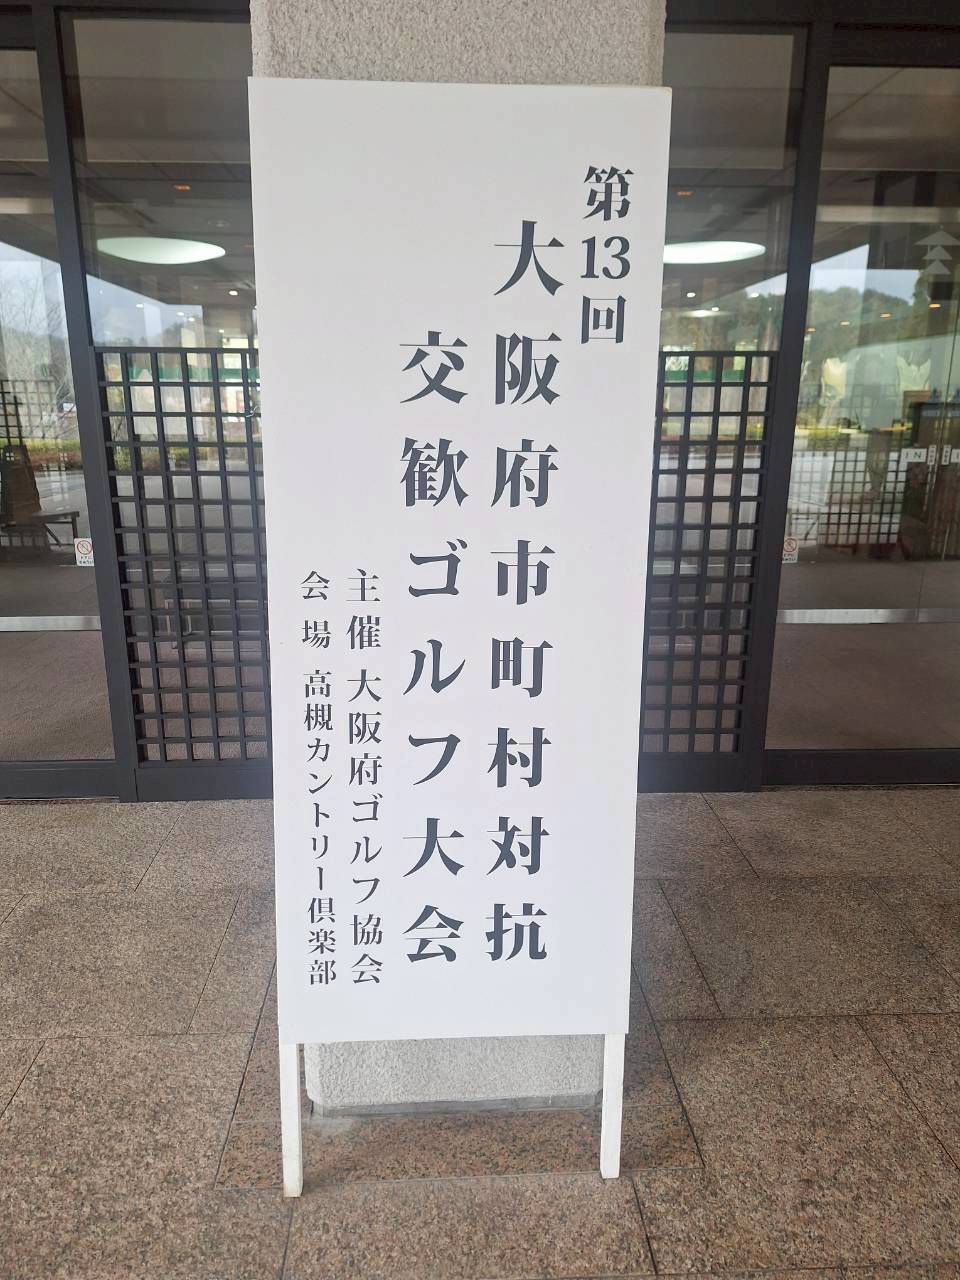 第13回
大阪府市町村対抗
交歓ゴルフ大会
主催 大阪府ゴルフ協会
会場 高槻カントリー倶楽部
IN